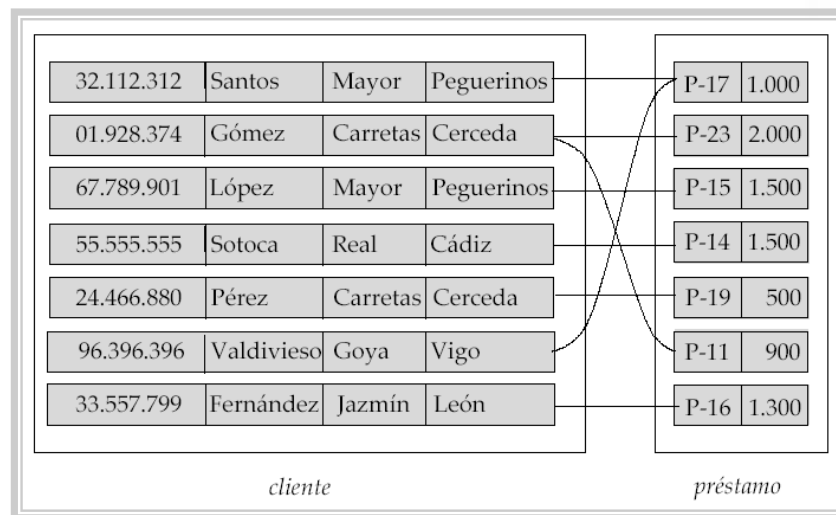 32.112.312 Santos Mayor Peguerinos P-17 1.000
01.928.374 Gómez Carretas Cerceda P-23 2.000
67.789.901 López Mayor Peguerinos P-15 1.500
55.555.555 Sotoca Real Cádiz P-14 1.500
24.466.880 Pérez Carretas Cerceda P-19 500
96.396.396 Valdivieso Goya Vigo P-11 900
33.557.799 Fernández Jazmín León P-16 1.300
cliente préstamo